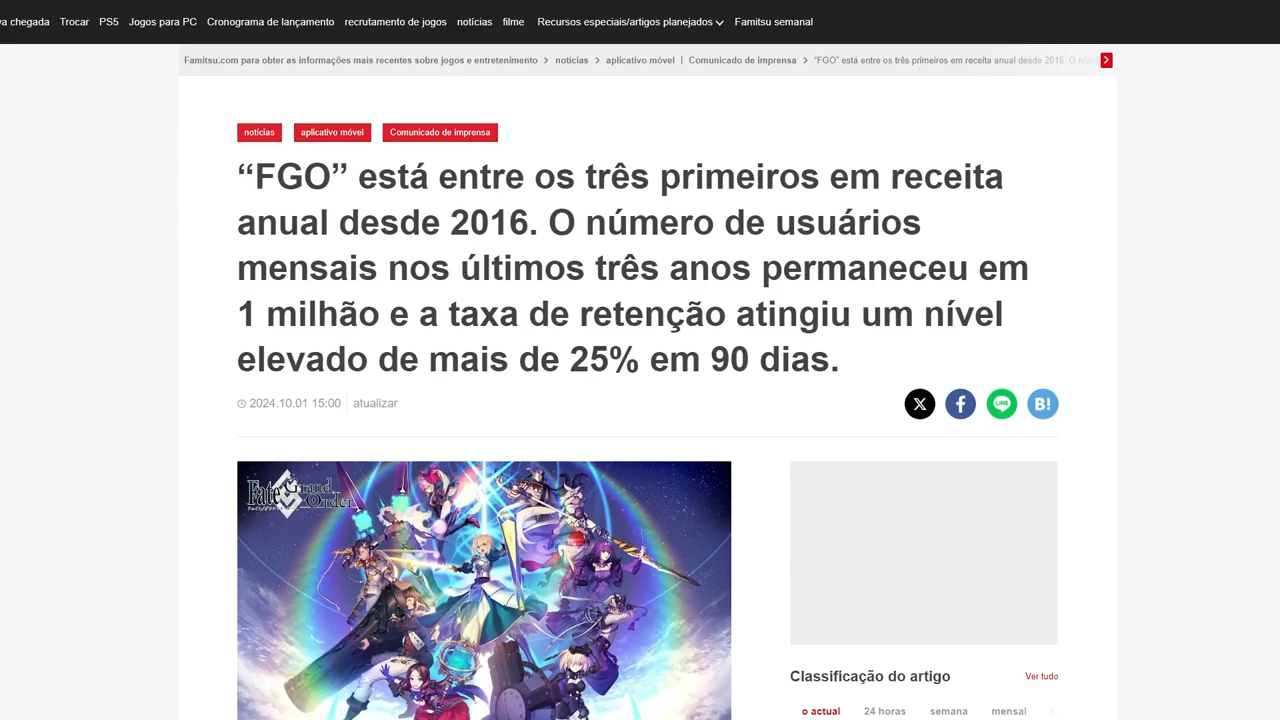 va chegada Trocar PS5 Jogos para PC Cronograma de lançamento recrutamento de jogos notícias filme Recursos especiais/artigos planejados Famitsu semanal
Famitsu.com para obter as informações mais recentes sobre jogos e entretenimento > notícias > aplicativo móvel | Comunicado de imprensa > “FGO” está entre os três primeiros em receita anual desde 2016. O núme
notícias aplicativo móvel Comunicado de imprensa
“FGO” está entre os três primeiros em receita
anual desde 2016. O número de usuários
mensais nos últimos três anos permaneceu em
1 milhão e a taxa de retenção atingiu um nível
elevado de mais de 25% em 90 dias.
2024.10.01 15:00 | atualizar
LINE
B!
Fate Grand
Order
Classificação do artigo Ver tudo
o actual 24 horas semana mensal